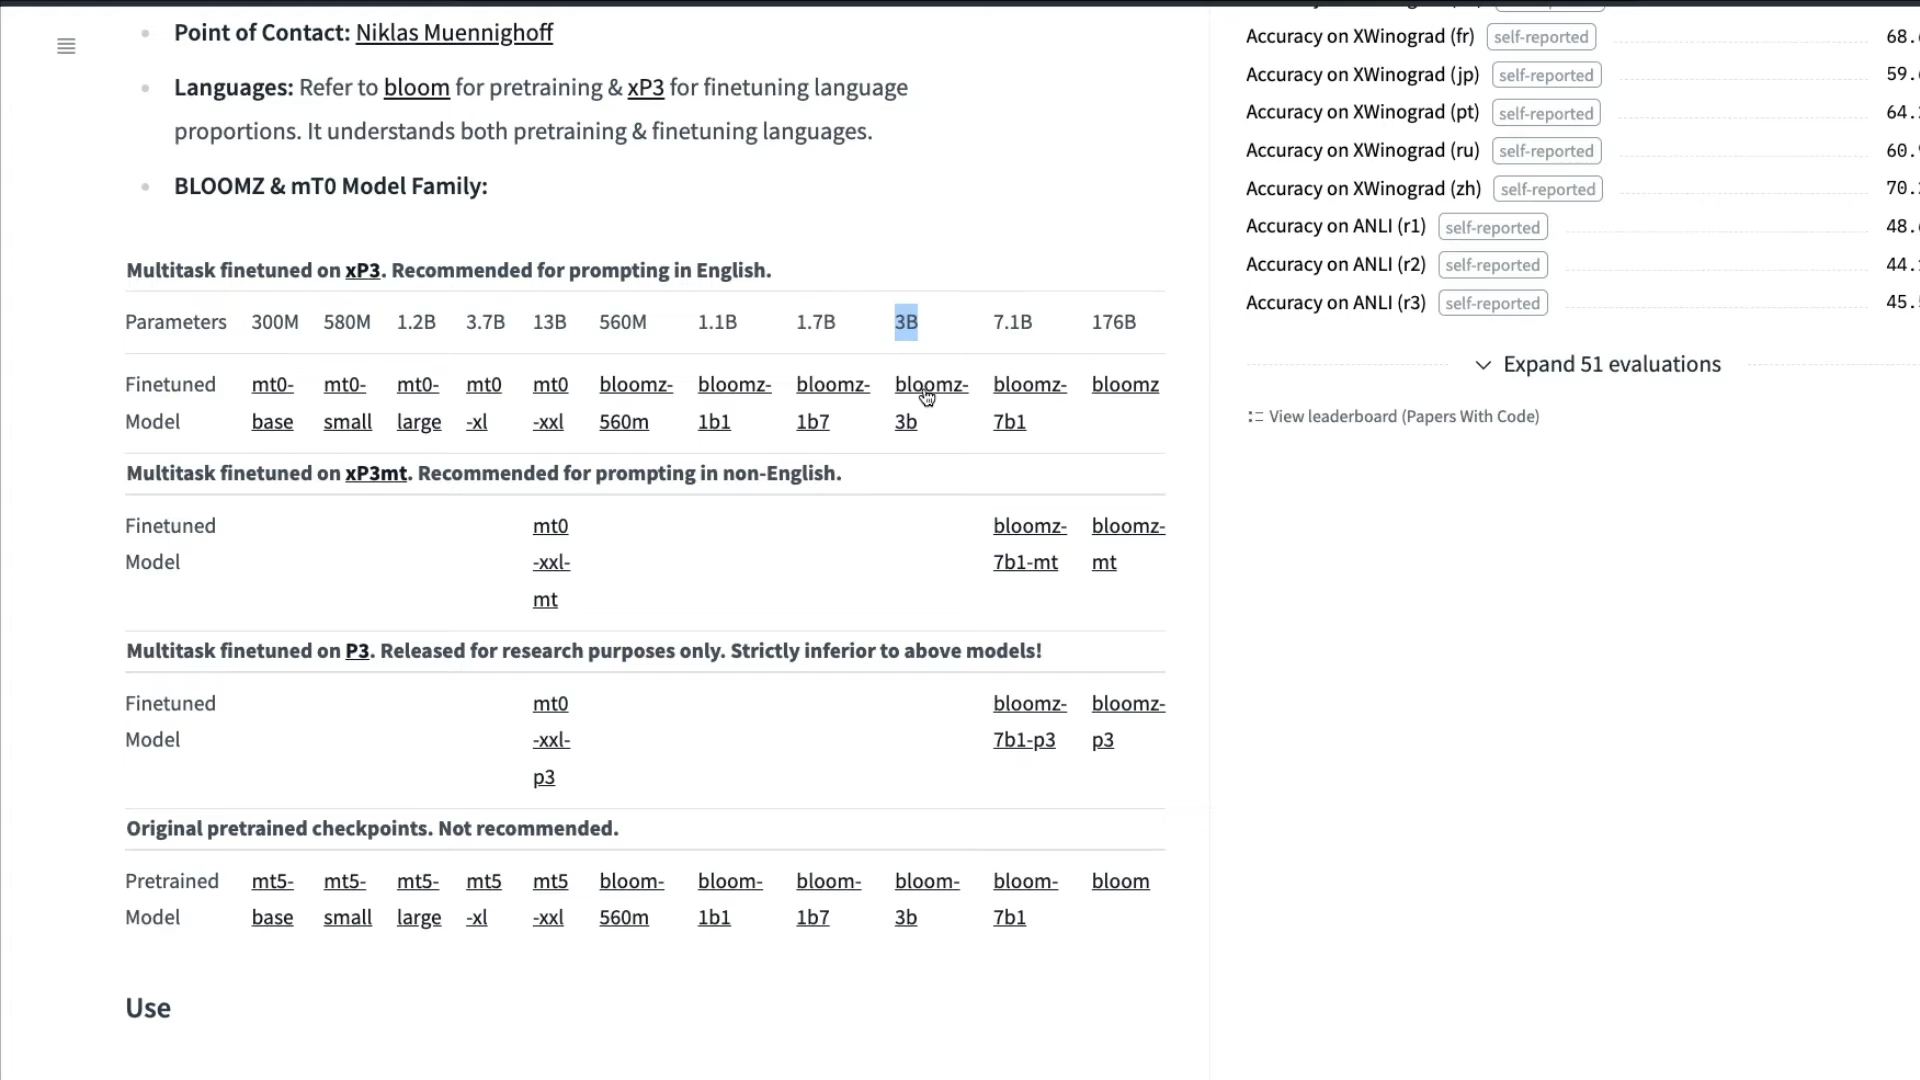 Point of Contact: Niklas Muennighoff
Languages: Refer to bloom for pretraining & xP3 for finetuning language
proportions. It understands both pretraining & finetuning languages.
BLOOMZ & mT0 Model Family:
Multitask finetuned on xP3. Recommended for prompting in English.
Parameters 300M 580M 1.2B 3.7B 13B 560M 1.1B 1.7B 3B 7.1B 176B
Finetuned mt0- mt0- mt0- mt0 mt0 bloomz- bloomz- bloomz- bloomz- bloomz- bloomz
Model base small large -xl -xxl 560m 1b1 1b7 3b 7b1
Multitask finetuned on xP3mt. Recommended for prompting in non-English.
Finetuned mt0 bloomz- bloomz-
Model -xxl- 7b1-mt mt
mt
Multitask finetuned on P3. Released for research purposes only. Strictly inferior to above models!
Finetuned mt0 bloomz- bloomz-
Model -xxl- 7b1-p3 p3
p3
Original pretrained checkpoints. Not recommended.
Pretrained mt5- mt5- mt5- mt5 mt5 bloom- bloom- bloom- bloom- bloom- bloom
Model base small large -xl -xxl 560m 1b1 1b7 3b 7b1
Use
Accuracy on XWinograd (fr) self-reported 68.
Accuracy on XWinograd (jp) self-reported 59.
Accuracy on XWinograd (pt) self-reported 64.
Accuracy on XWinograd (ru) self-reported 60.
Accuracy on XWinograd (zh) self-reported 70.
Accuracy on ANLI (r1) self-reported 48.
Accuracy on ANLI (r2) self-reported 44.
Accuracy on ANLI (r3) self-reported 45.
Expand 51 evaluations
View leaderboard (Papers With Code)